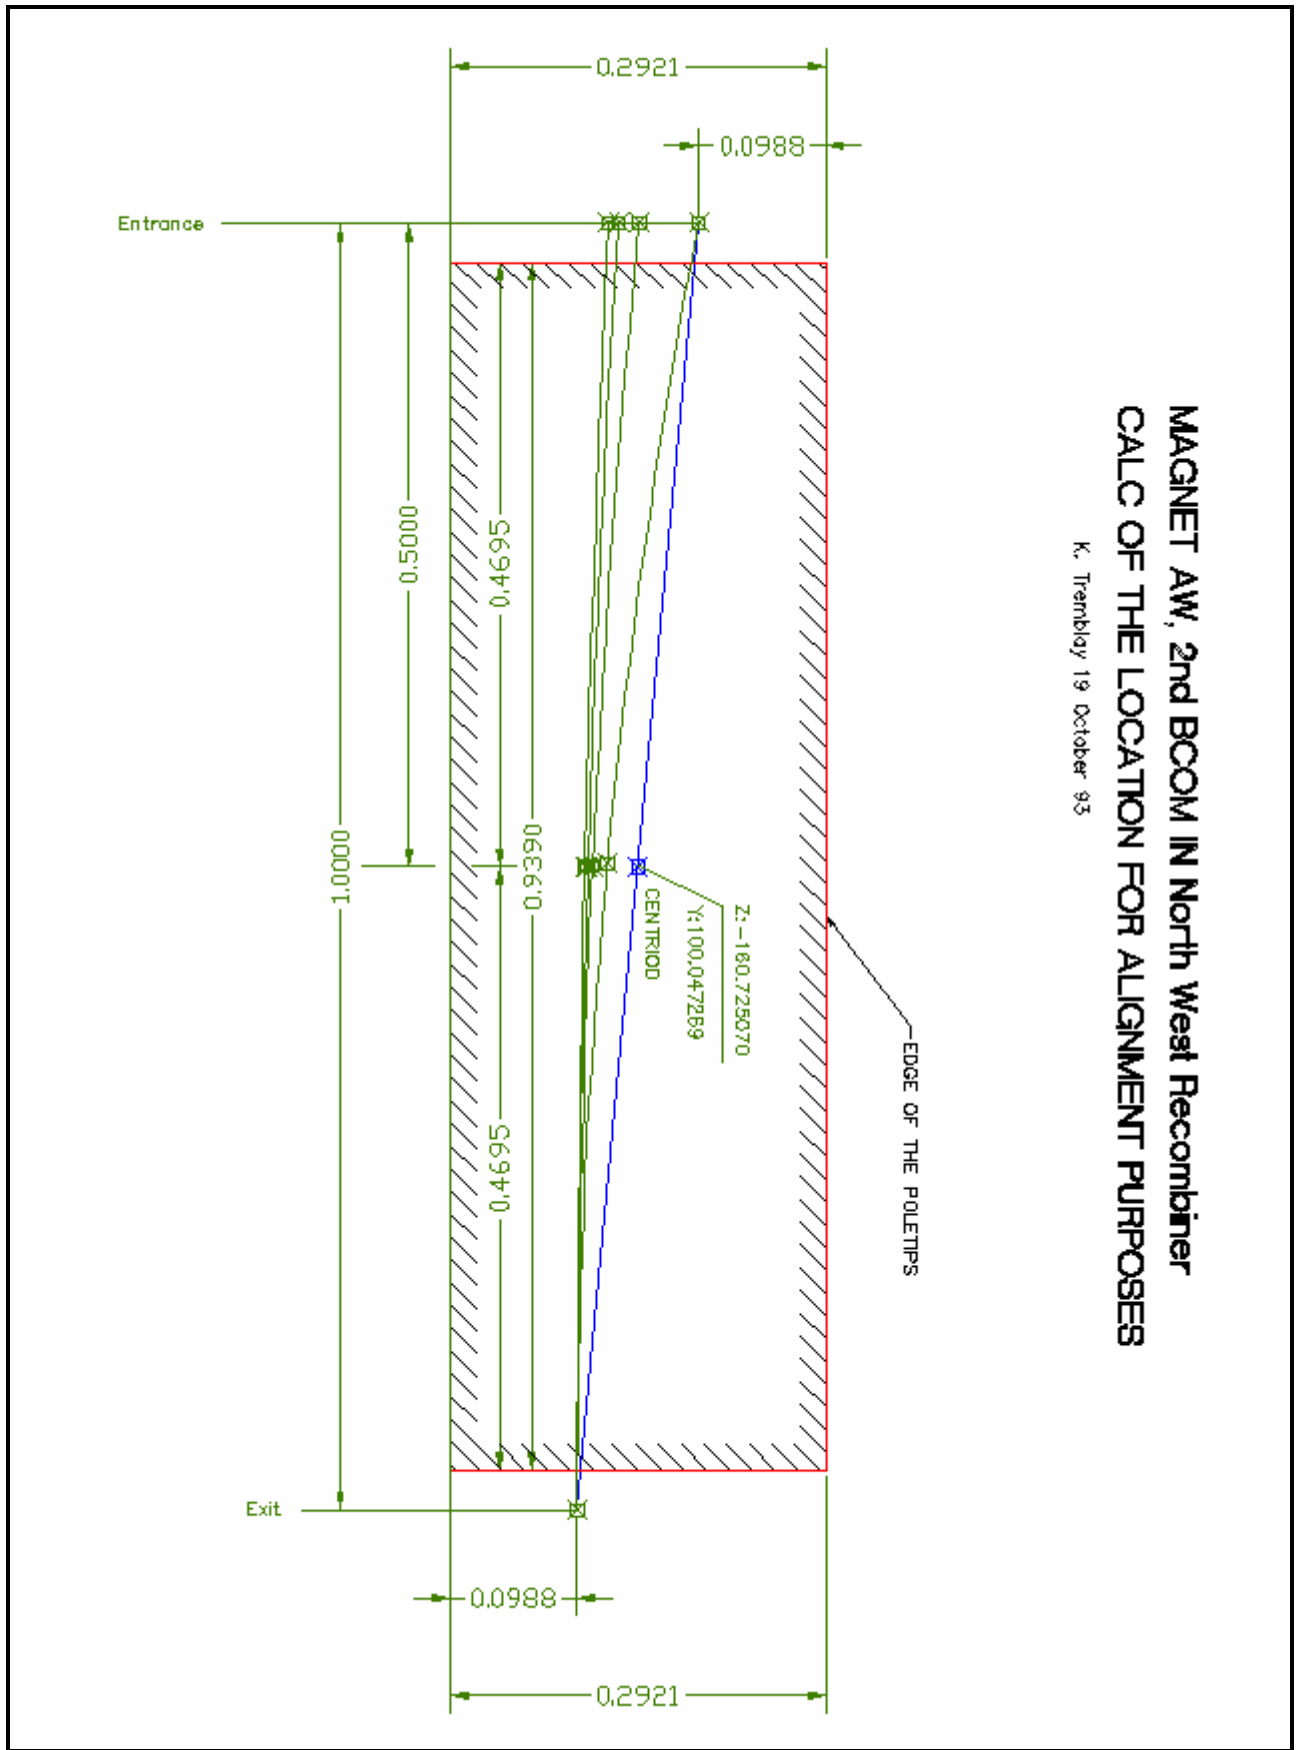 MAGNET AW, 2nd BCOM IN North West Recombiner
CALC OF THE LOCATION FOR ALIGNMENT PURPOSES
K. Tremblay 19 October 93
0.2921
0.0988
Entrance
0.5000
0.4695
1.0000
0.9390
Z:-160.725070
Y:100.047269
CENTRIOD
EDGE OF THE POLETIPS
0.4695
Exit
0.0988
0.2921